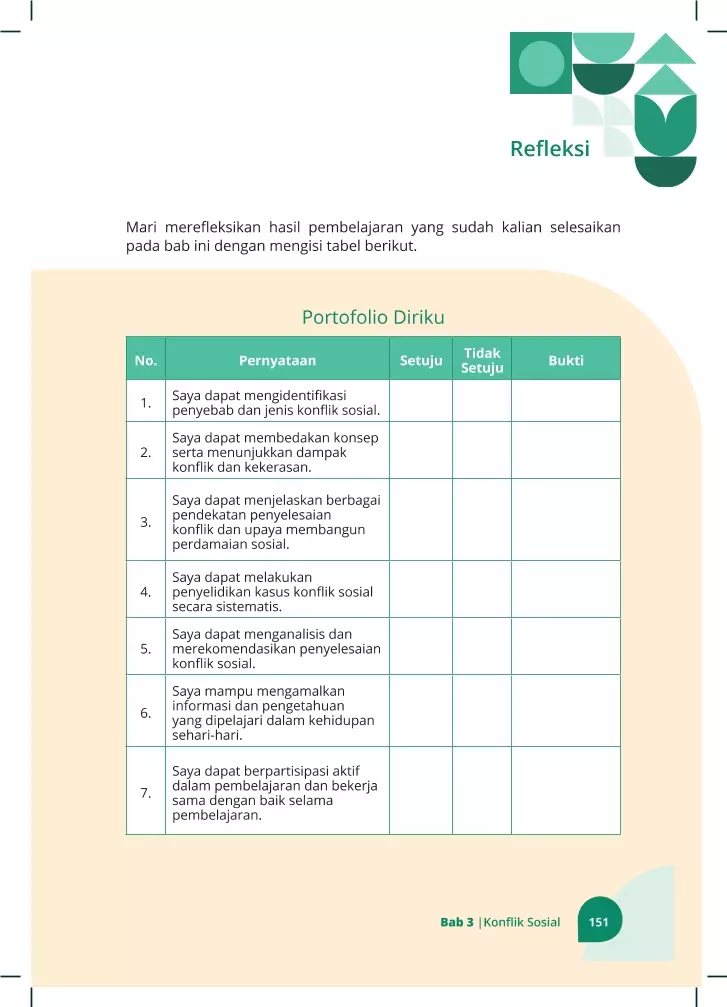 Refleksi
Mari merefleksikan hasil pembelajaran yang sudah kalian selesaikan
pada bab ini dengan mengisi tabel berikut.
Portofolio Diriku
No.
Pernyataan
Setuju
Tidak
Setuju
Bukti
1.
Saya dapat mengidentifikasi
penyebab dan jenis konflik sosial.
2.
Saya dapat membedakan konsep
serta menunjukkan dampak
konflik dan kekerasan.
3.
Saya dapat menjelaskan berbagai
pendekatan penyelesaian
konflik dan upaya membangun
perdamaian sosial.
4.
Saya dapat melakukan
penyelidikan kasus konflik sosial
secara sistematis.
5.
Saya dapat menganalisis dan
merekomendasikan penyelesaian
konflik sosial.
6.
Saya mampu mengamalkan
informasi dan pengetahuan
yang dipelajari dalam kehidupan
sehari-hari.
7.
Saya dapat berpartisipasi aktif
dalam pembelajaran dan bekerja
sama dengan baik selama
pembelajaran.
Bab 3 |Konflik Sosial 151